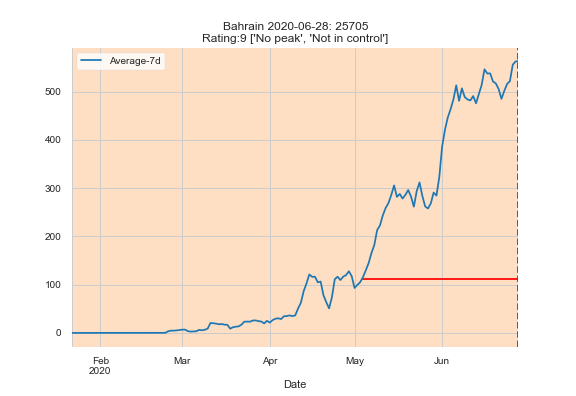 Bahrain 2020-06-28: 25705
Rating:9 ['No peak', 'Not in control']
Average-7d
500
400
300
200
100
0
Feb Mar Apr May Jun
2020
Date